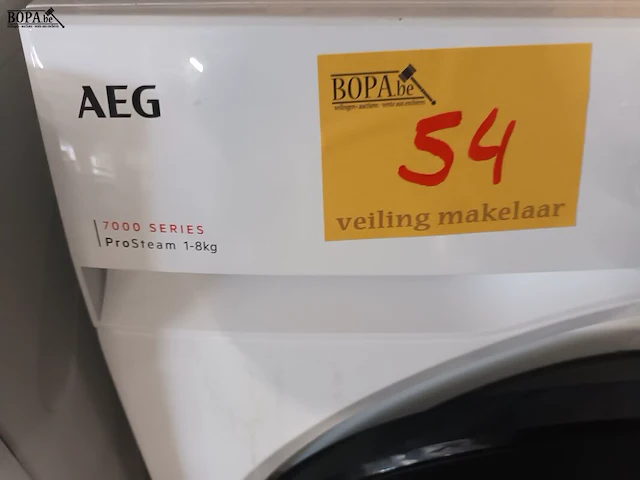 BOPA.be
AEG
7000 SERIES
ProSteam 1-8kg
BOPA.be
54
veiling makelaar